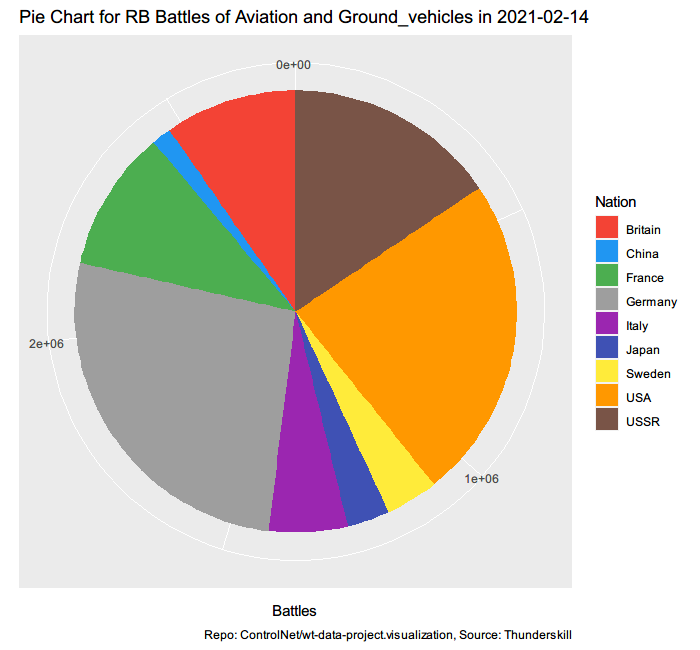 Pie Chart for RB Battles of Aviation and Ground_vehicles in 2021-02-14
0e+00
2e+06
1e+06
Nation
Britain
China
France
Germany
Italy
Japan
Sweden
USA
USSR
Battles
Repo: ControlNet/wt-data-project.visualization, Source: Thunderskill